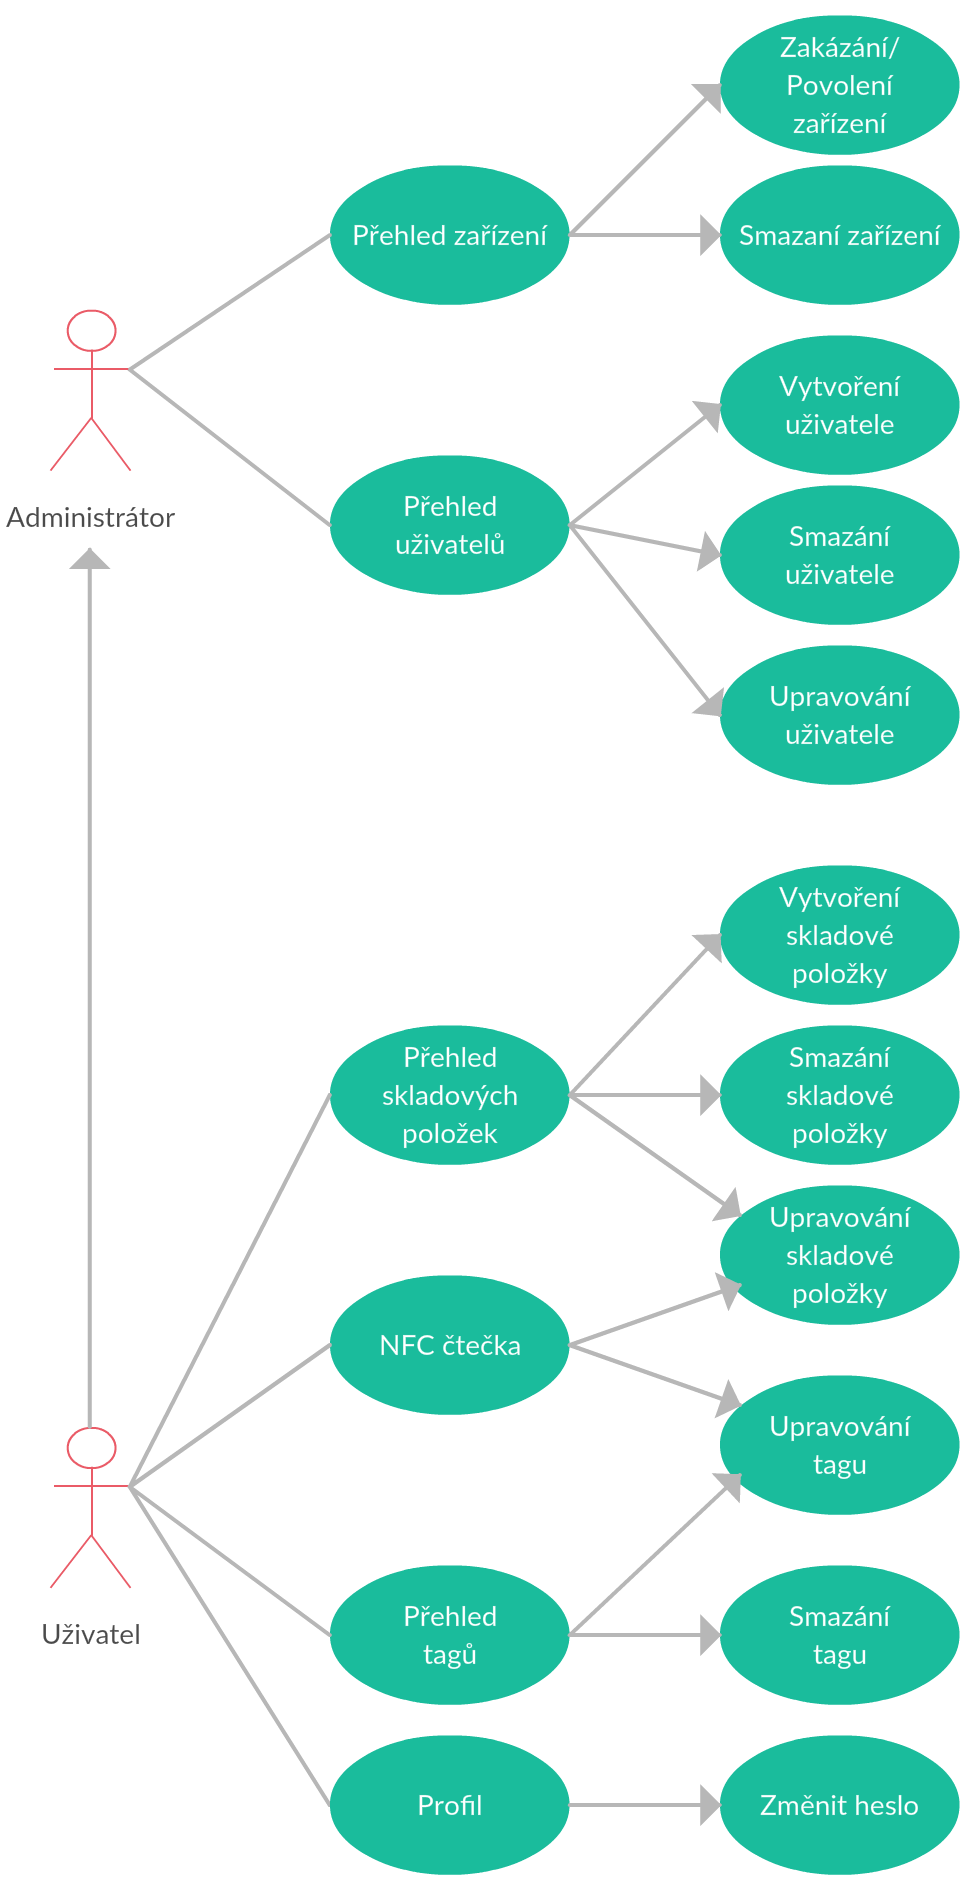 Zakázání/
Povolení
zařízení
Přehled zařízení
Smazaní zařízení
Administrátor
Vytvoření
uživatele
Přehled
uživatelů
Smazání
uživatele
Upravování
uživatele
Vytvoření
skladové
položky
Přehled
skladových
položek
Smazání
skladové
položky
Upravování
skladové
položky
NFC čtečka
Upravování
tagu
Uživatel
Přehled
tagů
Smazání
tagu
Profil
Změnit heslo